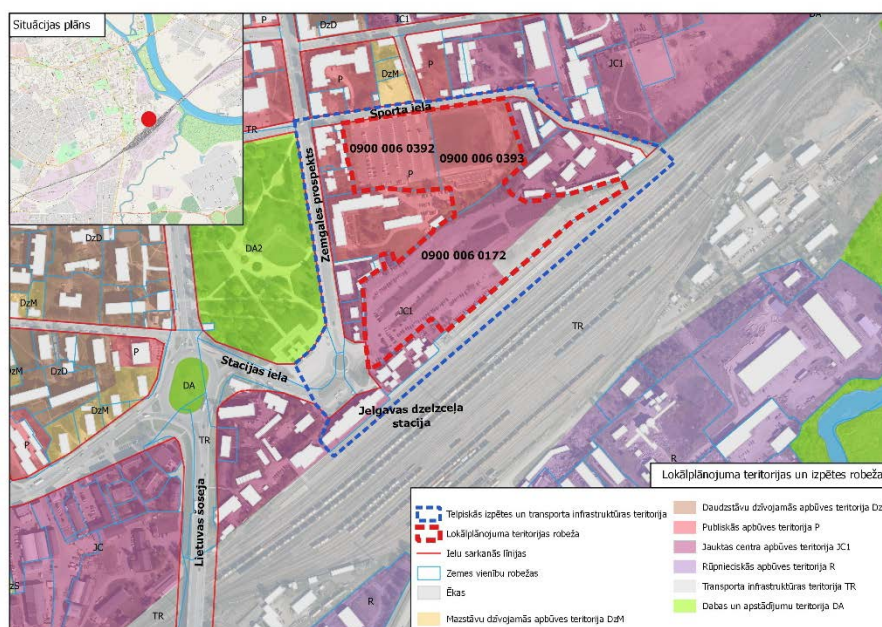 Situācijas plāns
P
DzD
DzM
P
JC1
JC1
DA
TR
Sporta iela
0900 006 0392
0900 006 0393
P
Zemgales prospekts
DA2
0900 006 0172
JC1
DzD
DzM
TR
Stacijas iela
DA
P
DzD
DzM
Jelgavas dzelzceļa
stacija
P
TR
R
Lietuvas šoseja
JC
TR
R
Lokālplānojuma teritorijas un izpētes robeža
Telpiskās izpētes un transporta infrastruktūras teritorija
Lokālplānojuma teritorijas robeža
Ielu sarkanās līnijas
Zemes vienību robežas
Ēkas
Mazstāvu dzīvojamās apbūves teritorija DzM
Daudzstāvu dzīvojamās apbūves teritorija Dz
Publiskās apbūves teritorija P
Jauktas centra apbūves teritorija JC1
Rūpnieciskās apbūves teritorija R
Transporta infrastruktūras teritorija TR
Dabas un apstādījumu teritorija DA